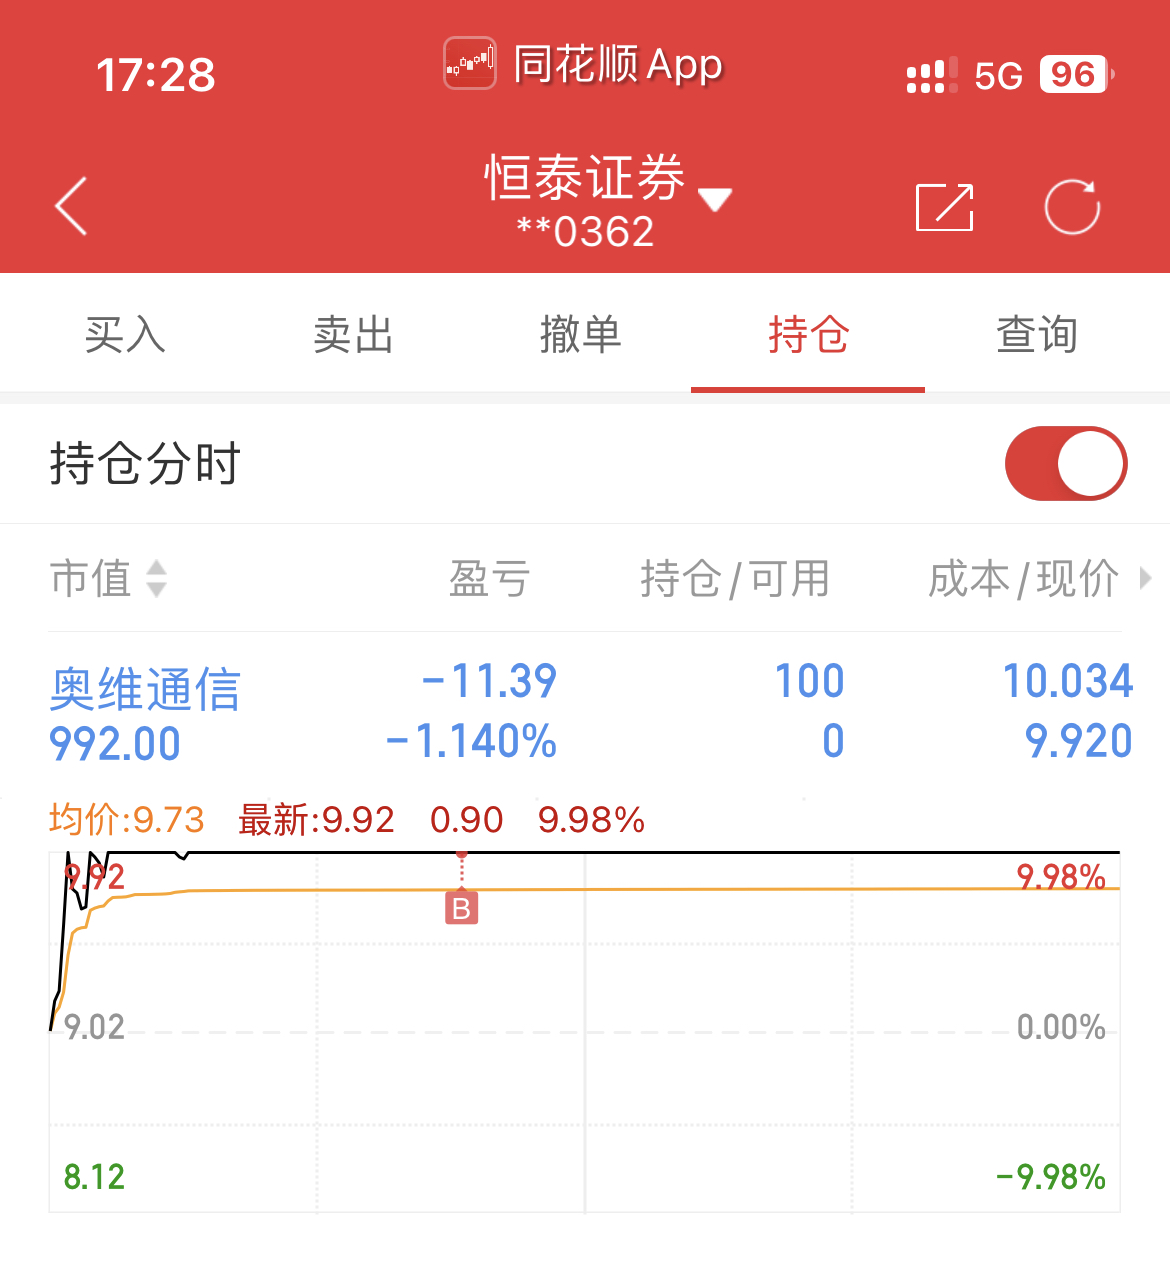 17:28 同花顺 App 5G 96
恒泰证券
**0362
买入 卖出 撤单 持仓 查询
持仓分时
市值 盈亏 持仓/可用 成本/现价
奥维通信 -11.39 100 10.034
992.00 -1.140% 0 9.920
均价:9.73 最新:9.92 0.90 9.98%
9.92 9.98%
B
9.02 0.00%
8.12 -9.98%